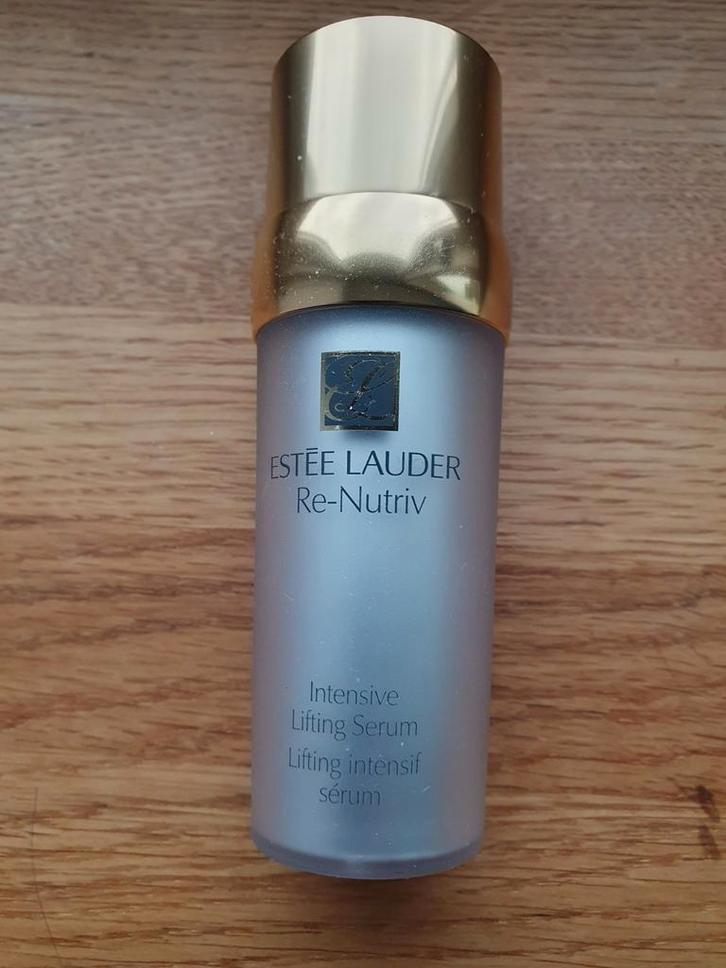 ESTĒE LAUDER
Re-Nutriv
Intensive
Lifting Serum
Lifting intensif
sérum